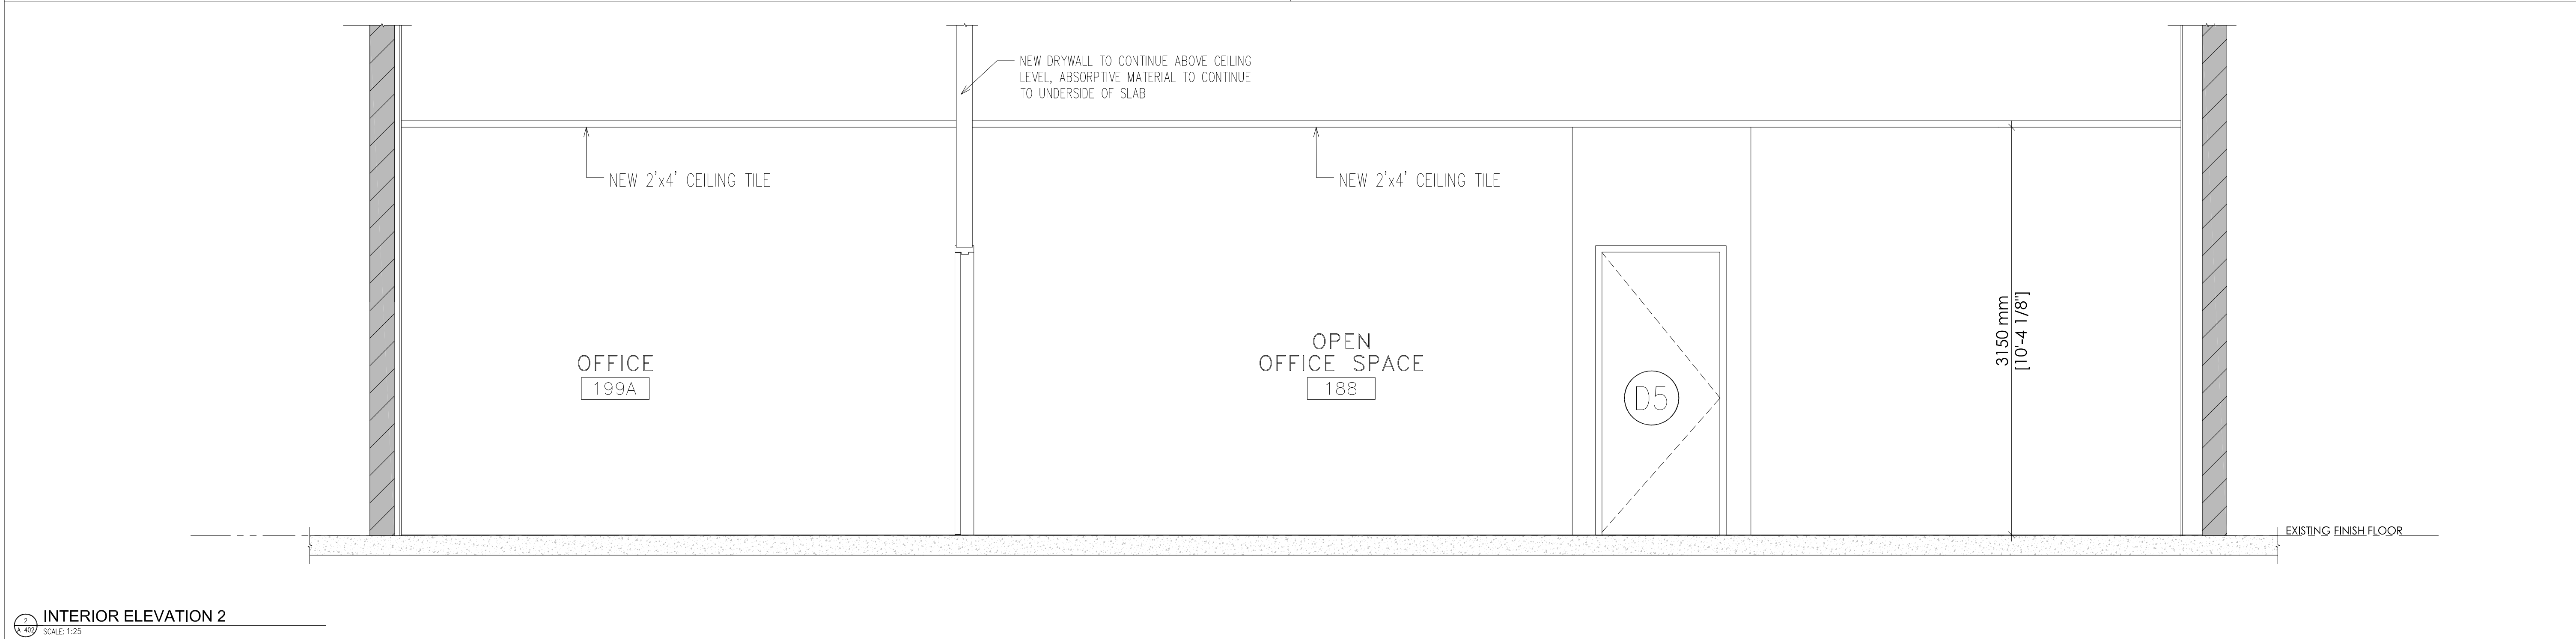 NEW DRYWALL TO CONTINUE ABOVE CEILING
LEVEL, ABSORPTIVE MATERIAL TO CONTINUE
TO UNDERSIDE OF SLAB
NEW 2'x4' CEILING TILE
NEW 2'x4' CEILING TILE
OFFICE
199A
OPEN
OFFICE SPACE
188
D5
3150 mm
[10'-4 1/8"]
EXISTING FINISH FLOOR
2
A 402
INTERIOR ELEVATION 2
SCALE: 1:25